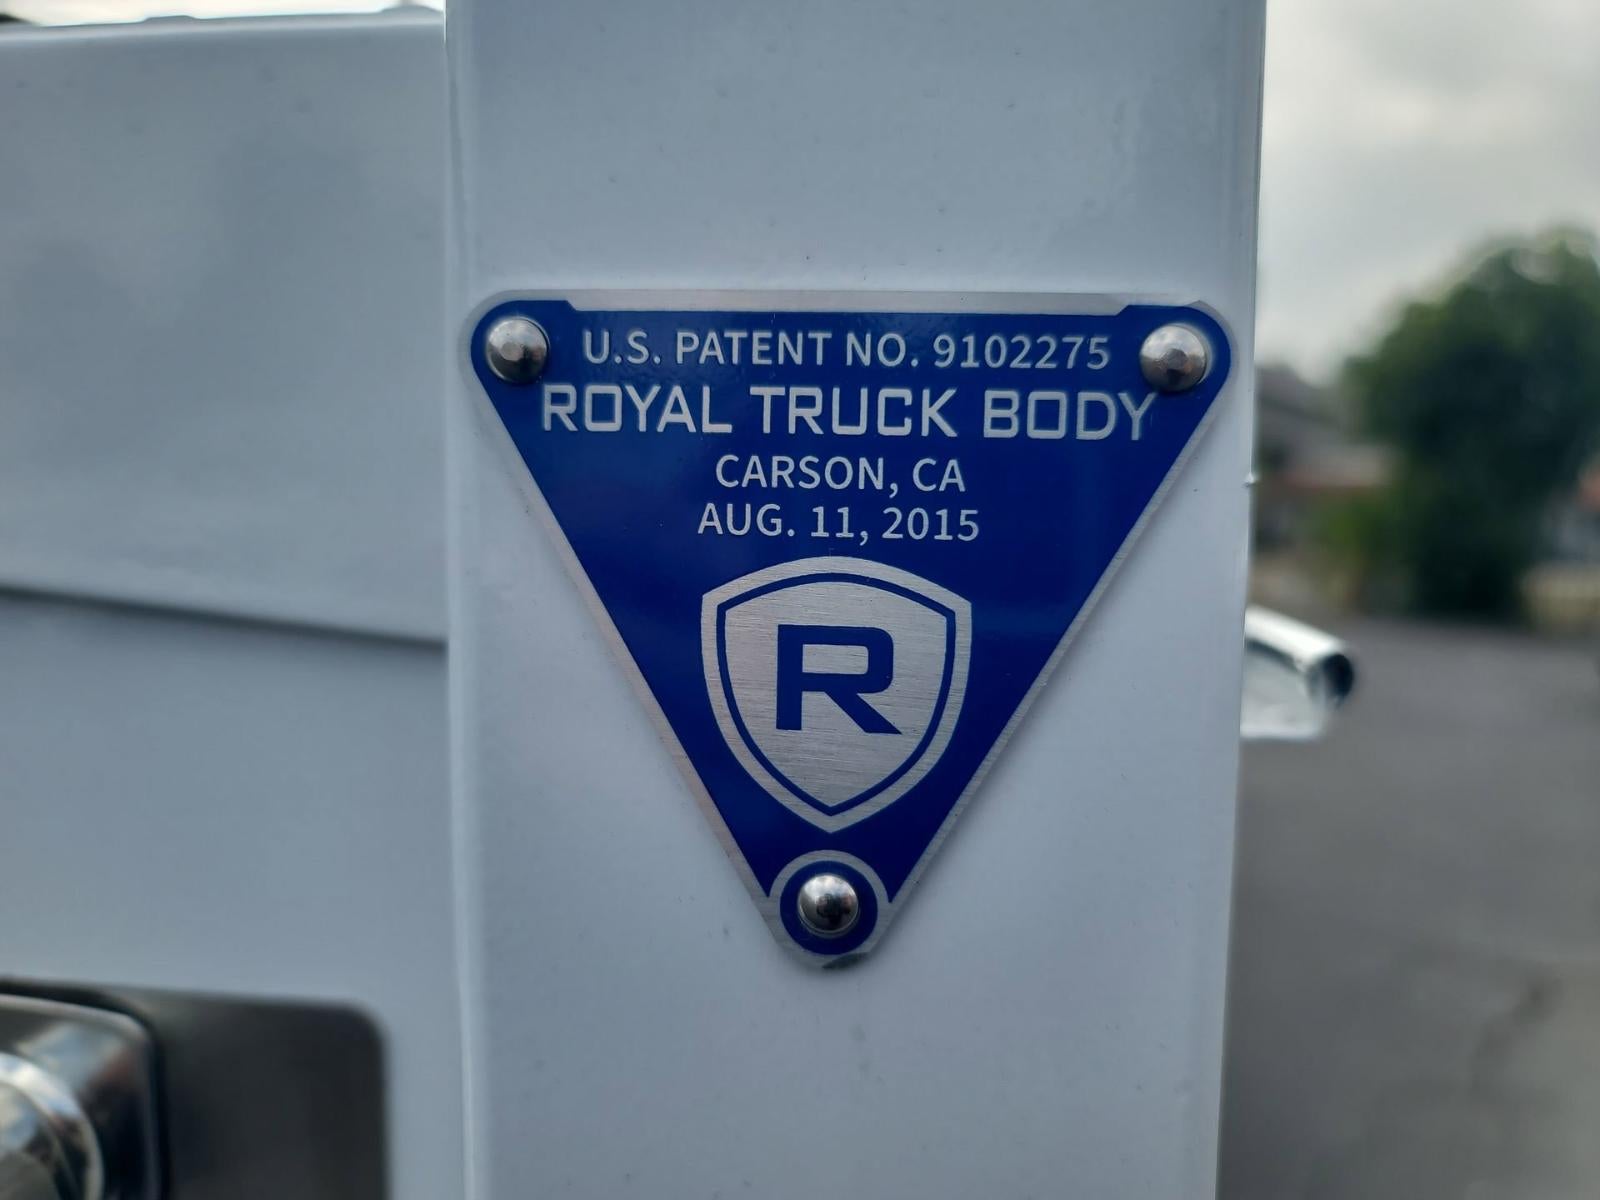 U.S. PATENT NO. 9102275
ROYAL TRUCK BODY
CARSON, CA
AUG. 11, 2015
R